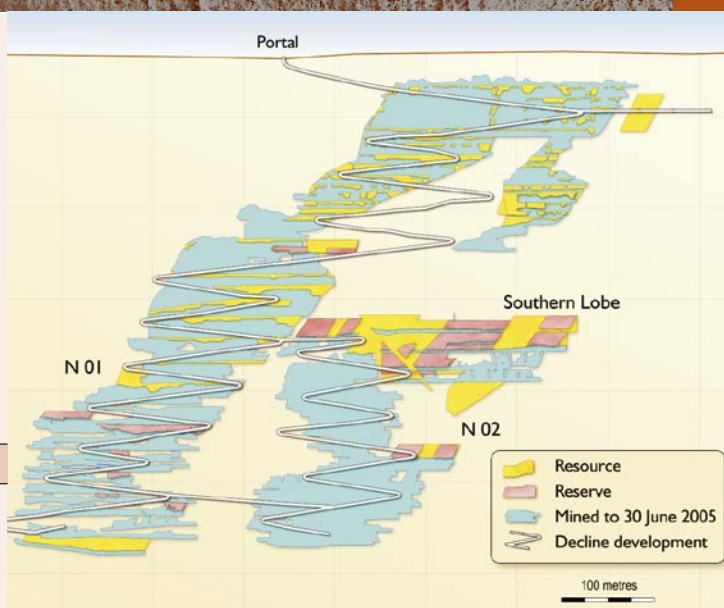 Portal
Southern Lobe
N 01
N 02
Resource
Reserve
Mined to 30 June 2005
Decline development
100 metres